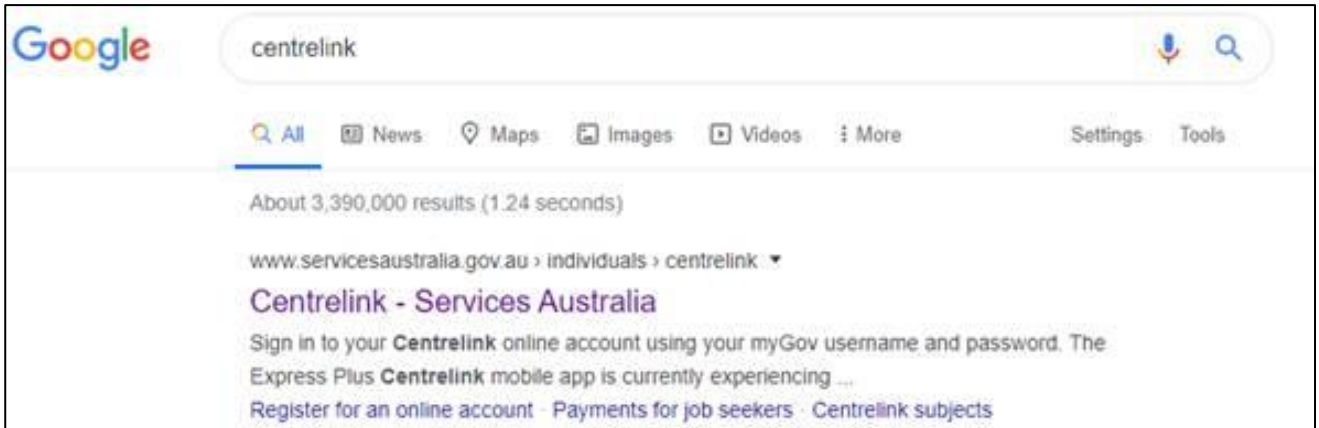 Google centrelink
All News Maps Images Videos More Settings Tools
About 3,390,000 results (1.24 seconds)
www.servicesaustralia.gov.au › individuals › centrelink
Centrelink - Services Australia
Sign in to your Centrelink online account using your myGov username and password. The
Express Plus Centrelink mobile app is currently experiencing ...
Register for an online account · Payments for job seekers · Centrelink subjects